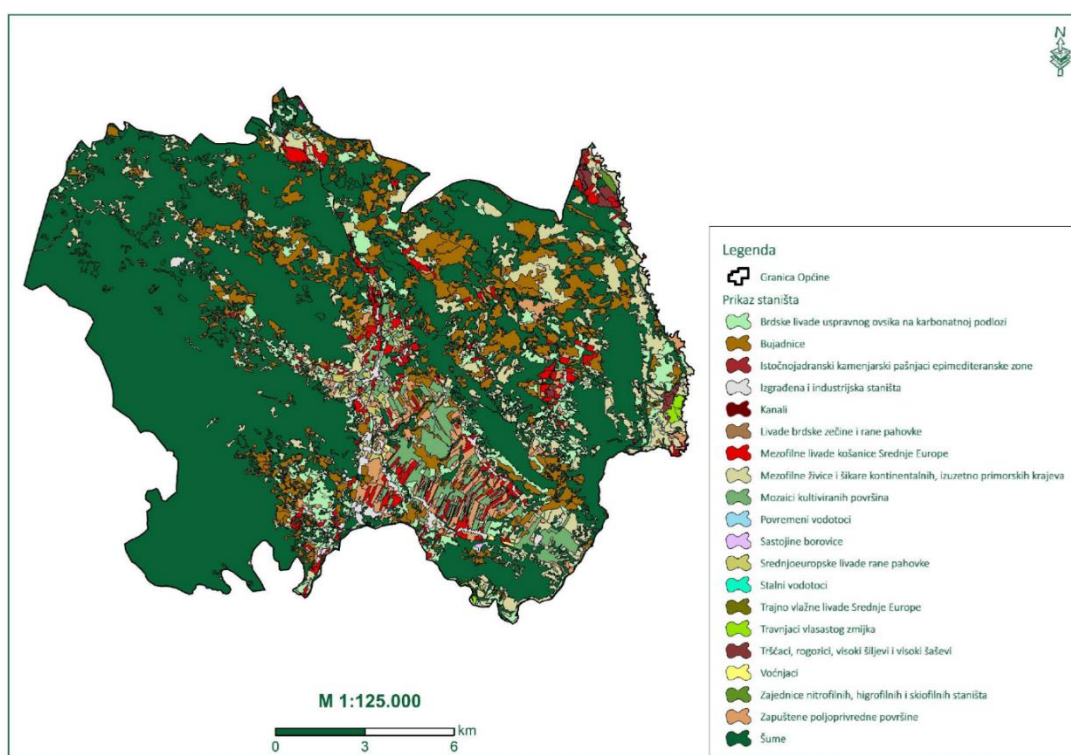 N
Legenda
Granica Općine
Prikaz staništa
Brdske livade uspravnog ovsika na karbonatnoj podlozi
Bujadnice
Istočnojadranski kamenjarski pašnjaci epimediteranske zone
Izgrađena i industrijska staništa
Kanali
Livade brdske zečine i rane pahovke
Mezofilne livade košanice Srednje Europe
Mezofilne živice i šikare kontinentalnih, izuzetno primorskih krajeva
Mozaici kultiviranih površina
Povremeni vodotoci
Sastojine borovice
Srednjoeuropske livade rane pahovke
Stalni vodotoci
Trajno vlažne livade Srednje Europe
Travnjaci vlasastog zmijka
Tršćaci, rogozici, visoki šiljevi i visoki šaševi
Voćnjaci
Zajednice nitrofilnih, higrofilnih i skiofilnih staništa
Zapuštene poljoprivredne površine
Šume
M 1:125.000
km
0 3 6